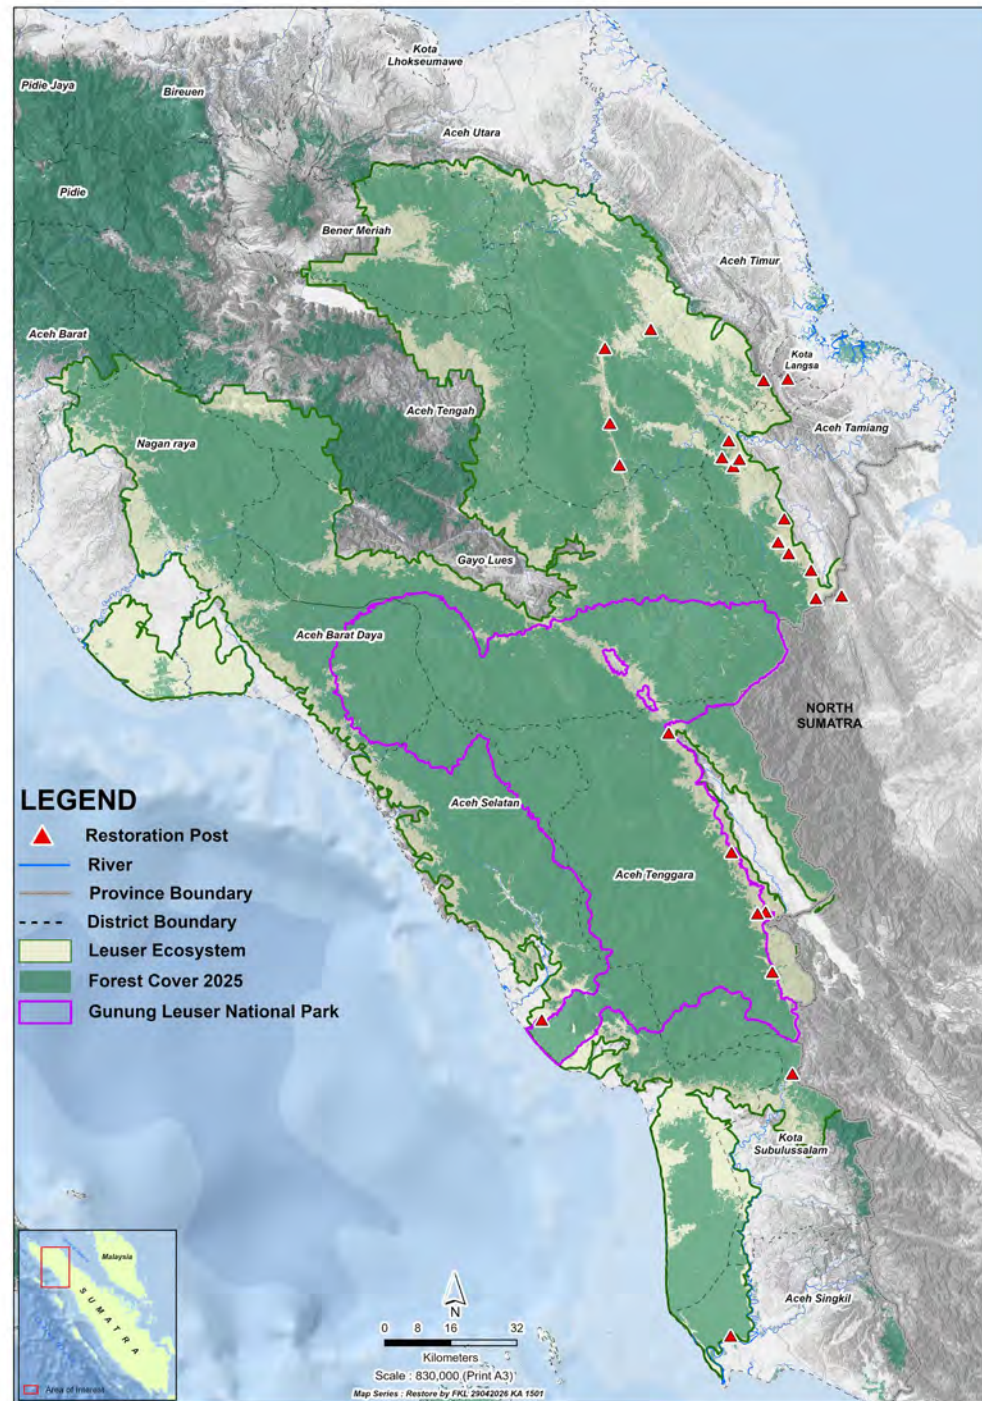 Kota
Lhokseumawe
Pidie Jaya
Bireuen
Aceh Utara
Pidie
Bener Meriah
Aceh Timur
Aceh Barat
Kota
Langsa
Aceh Tengah
Aceh Tamiang
Nagan raya
Gayo Lues
Aceh Barat Daya
NORTH
SUMATRA
Aceh Selatan
Aceh Tenggara
Kota
Subulussalam
Aceh Singkil
LEGEND
Restoration Post
River
Province Boundary
District Boundary
Leuser Ecosystem
Forest Cover 2025
Gunung Leuser National Park
Malaysia
SUMATRA
Area of Interest
N
0 8 16 32
Kilometers
Scale : 830,000 (Print A3)
Map Series : Restore by FKL 29042026 KA 1501